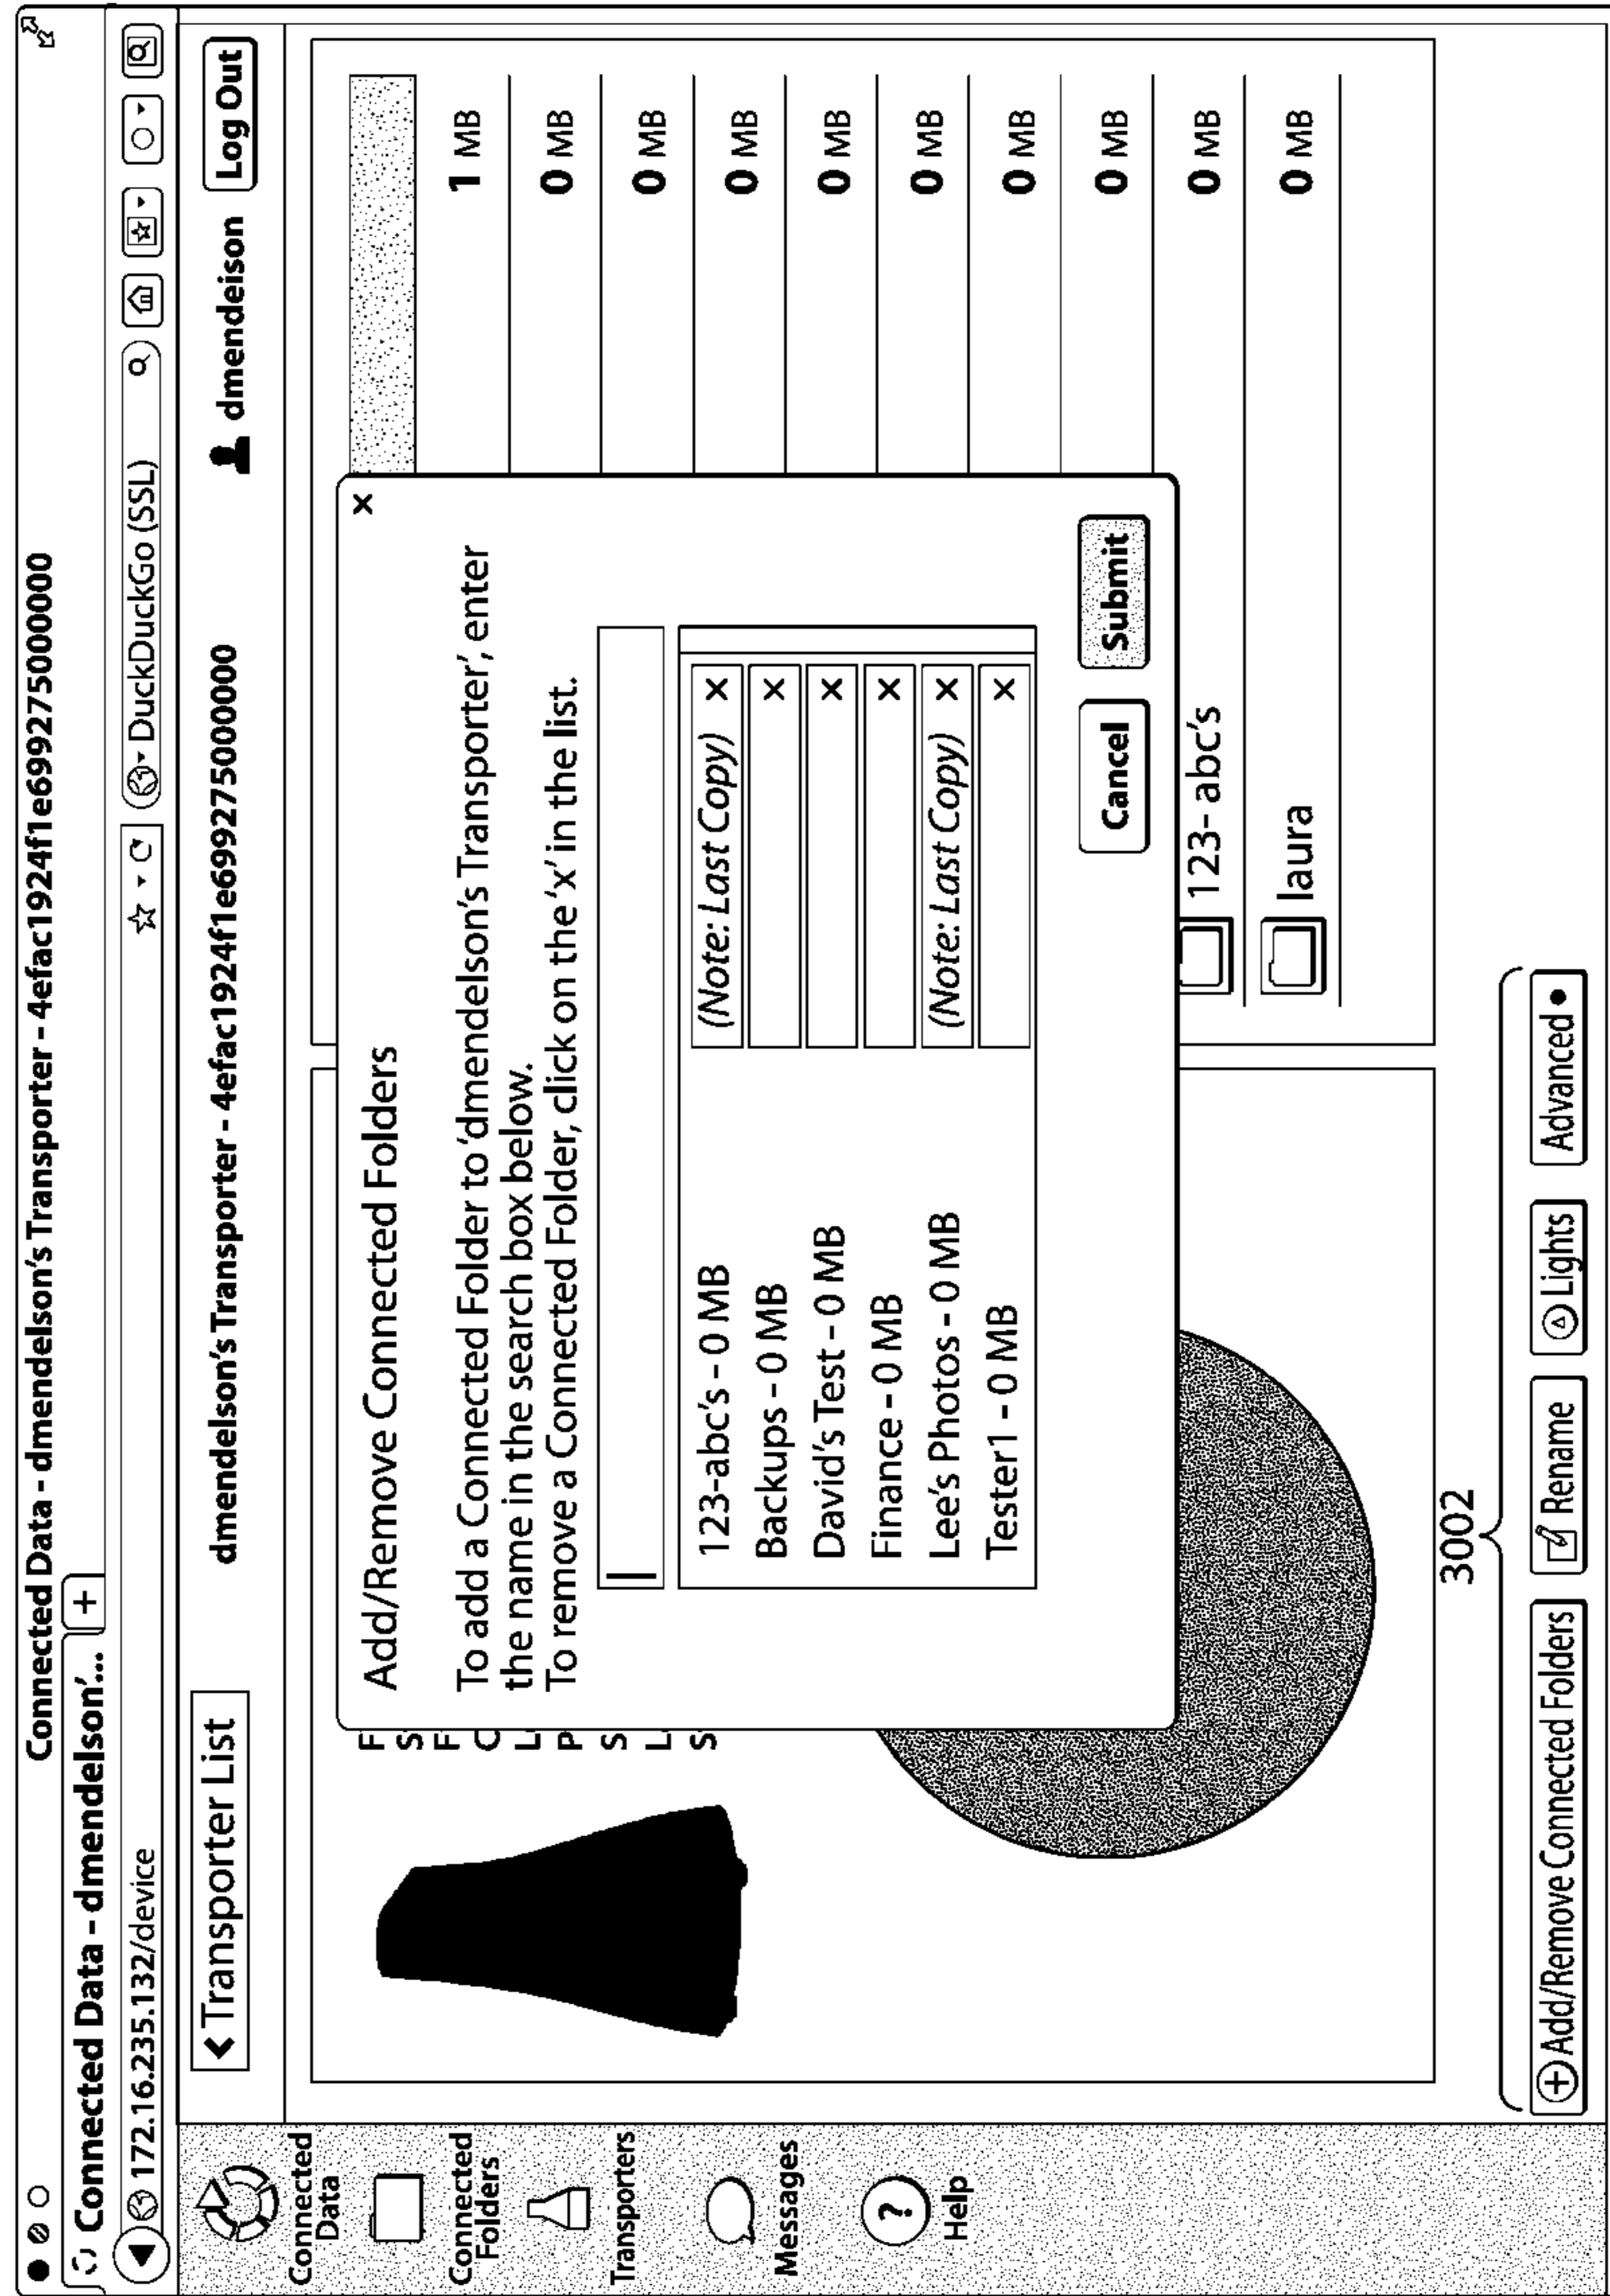 Connected Data - dmendelson's Transporter - 4efac1924f1e699275000000
Connected Data - dmendelson'... +
172.16.235.132/device DuckDuckGo (SSL)
Transporter List dmendelson's Transporter - 4efac1924f1e699275000000 dmendeison Log Out
Connected
Data
Connected
Folders
Transporters
Messages
? Help
F
S
F
C
L
P
S
L
S
Add/Remove Connected Folders x
To add a Connected Folder to 'dmendelson's Transporter', enter
the name in the search box below.
To remove a Connected Folder, click on the 'x' in the list.
123-abc's - 0 MB (Note: Last Copy) x
Backups - 0 MB x
David's Test - 0 MB x
Finance - 0 MB x
Lee's Photos - 0 MB (Note: Last Copy) x
Tester1 - 0 MB x
Cancel Submit
1 MB
0 MB
0 MB
0 MB
0 MB
0 MB
0 MB
0 MB
123- abc's 0 MB
laura 0 MB
3002
Add/Remove Connected Folders Rename Lights Advanced